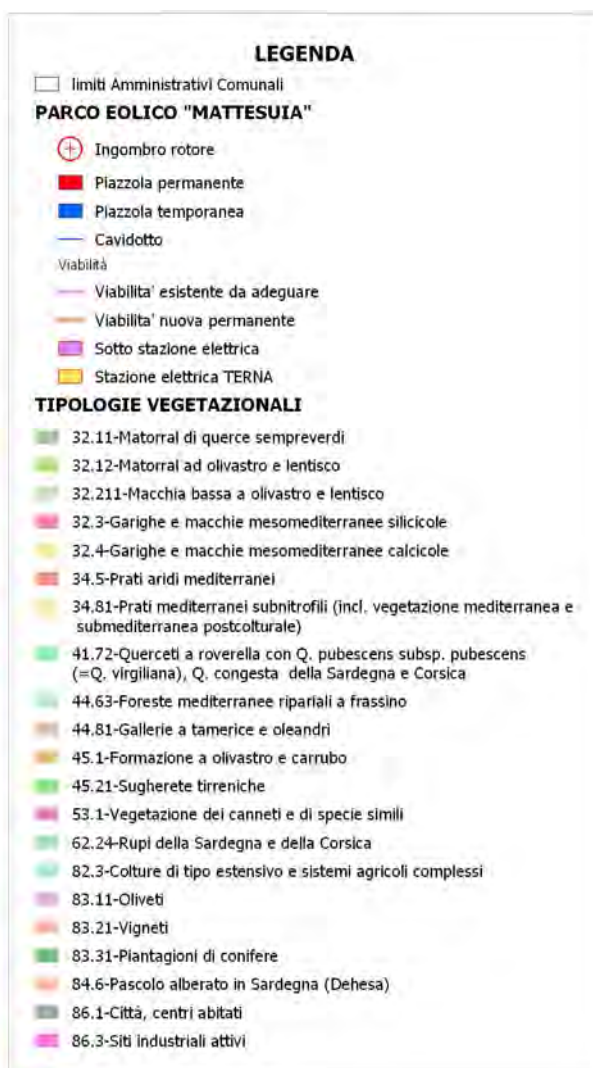 LEGENDA
limiti Amministrativi Comunali
PARCO EOLICO "MATTESUIA"
Ingombro rotore
Piazzola permanente
Piazzola temporanea
Cavidotto
Viabilità
Viabilita' esistente da adeguare
Viabilita' nuova permanente
Sotto stazione elettrica
Stazione elettrica TERNA
TIPOLOGIE VEGETAZIONALI
32.11-Matorral di querce sempreverdi
32.12-Matorral ad olivastro e lentisco
32.211-Macchia bassa a olivastro e lentisco
32.3-Garighe e macchie mesomediterranee silicicole
32.4-Garighe e macchie mesomediterranee calcicole
34.5-Prati aridi mediterranei
34.81-Prati mediterranei subnitrofili (incl. vegetazione mediterranea e
submediterranea postcolturale)
41.72-Querceti a roverella con Q. pubescens subsp. pubescens
(=Q. virgiliana), Q. congesta della Sardegna e Corsica
44.63-Foreste mediterranee ripariali a frassino
44.81-Gallerie a tamerice e oleandri
45.1-Formazione a olivastro e carrubo
45.21-Sugherete tirreniche
53.1-Vegetazione dei canneti e di specie simili
62.24-Rupi della Sardegna e della Corsica
82.3-Colture di tipo estensivo e sistemi agricoli complessi
83.11-Oliveti
83.21-Vigneti
83.31-Piantagioni di conifere
84.6-Pascolo alberato in Sardegna (Dehesa)
86.1-Città, centri abitati
86.3-Siti industriali attivi